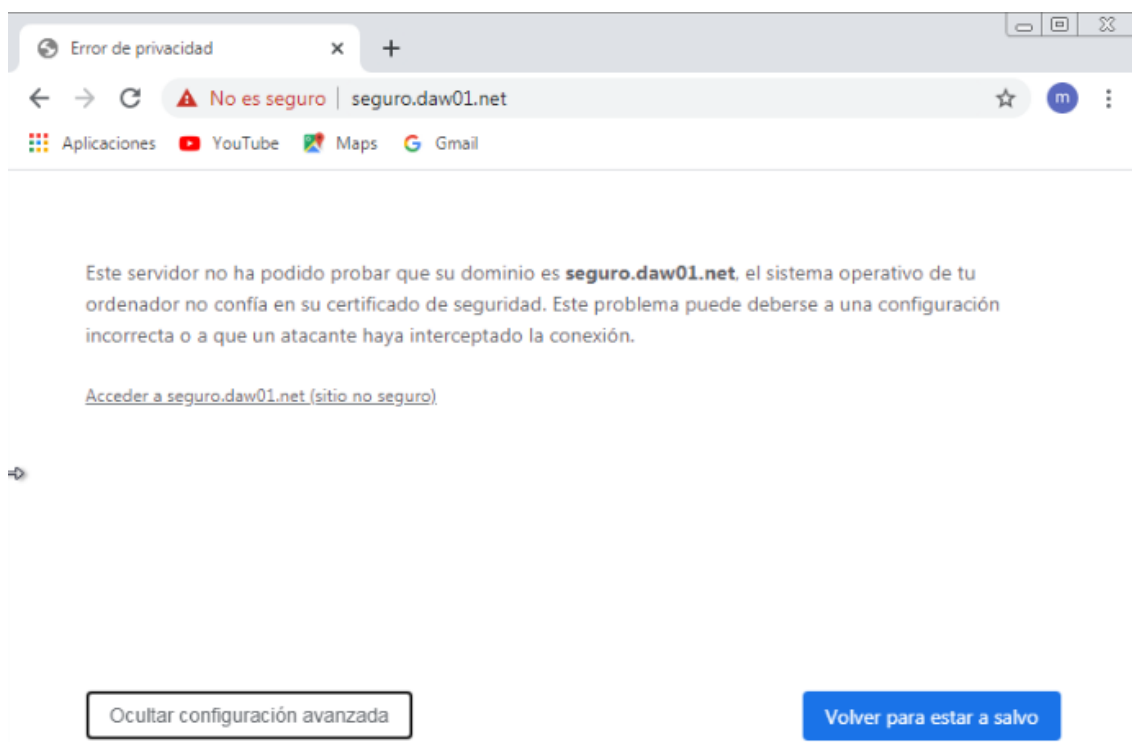 Error de privacidad
No es seguro seguro.daw01.net
m
Aplicaciones YouTube Maps G Gmail
Este servidor no ha podido probar que su dominio es seguro.daw01.net, el sistema operativo de tu
ordenador no confía en su certificado de seguridad. Este problema puede deberse a una configuración
incorrecta o a que un atacante haya interceptado la conexión.
Acceder a seguro.daw01.net (sitio no seguro)
Ocultar configuración avanzada Volver para estar a salvo